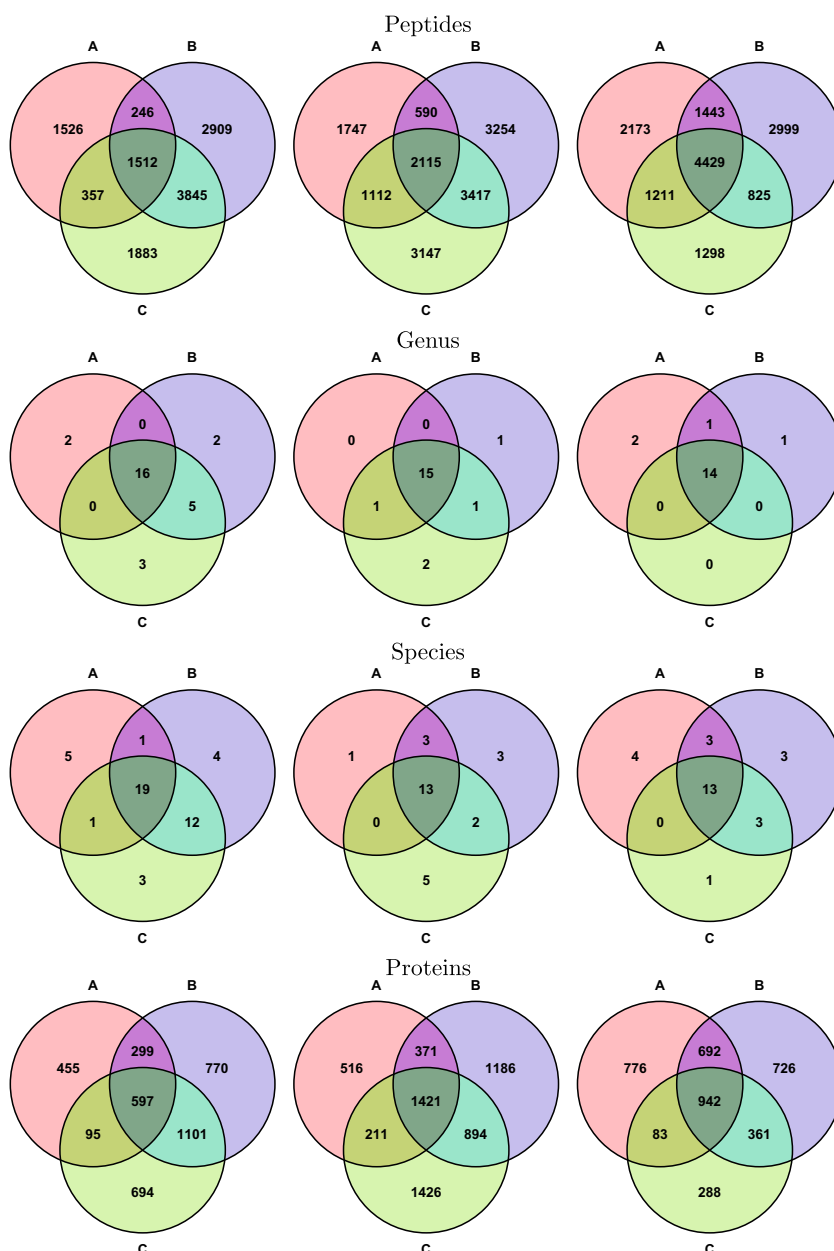 Peptides
A B A B A B
246 590 1443
1526 2909 1747 3254 2173 2999
1512 2115 4429
357 3845 1112 3417 1211 825
1883 3147 1298
C C C
Genus
A B A B A B
0 0 1
2 2 0 1 2 1
16 15 14
0 5 1 1 0 0
3 2 0
C C C
Species
A B A B A B
1 3 3
5 4 1 3 4 3
19 13 13
1 12 0 2 0 3
3 5 1
C C C
Proteins
A B A B A B
299 371 692
455 770 516 1186 776 726
597 1421 942
95 1101 211 894 83 361
694 1426 288
C C C